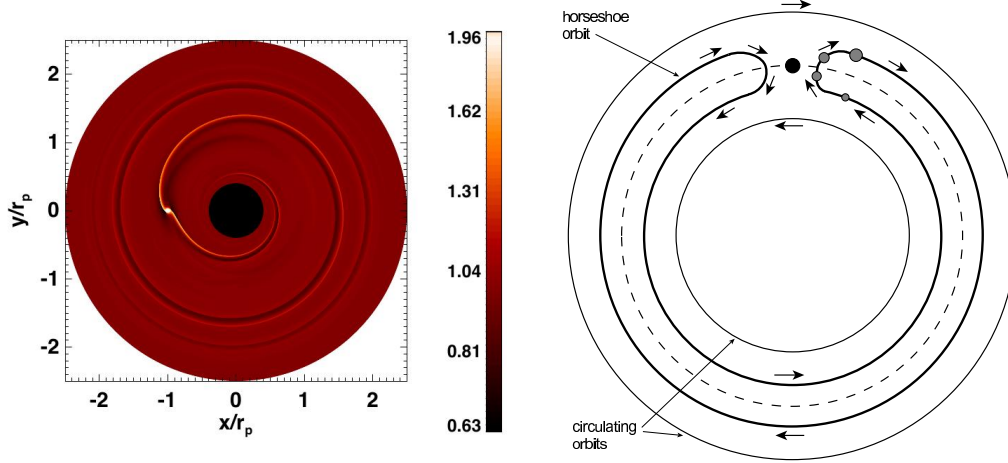 2
1
0
-1
-2
y/rp
-2 -1 0 1 2
x/rp
1.96
1.62
1.31
1.04
0.81
0.63
horseshoe
orbit
circulating
orbits